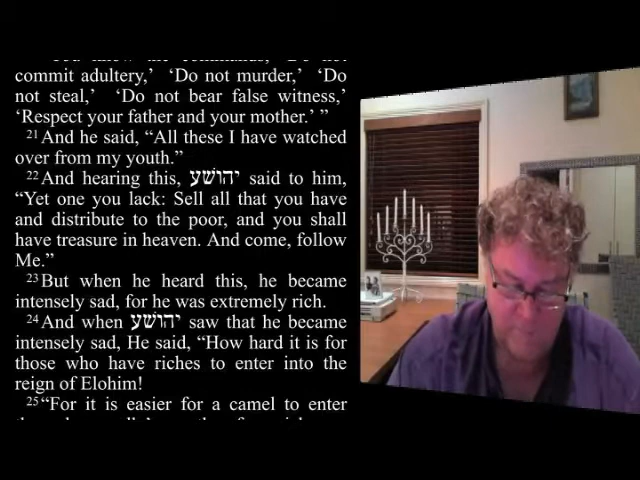 commit adultery,’ ‘Do not murder,’ ‘Do
not steal,’ ‘Do not bear false witness,’
‘Respect your father and your mother.’ ”
21 And he said, “All these I have watched
over from my youth.”
22 And hearing this, יהושע said to him,
“Yet one you lack: Sell all that you have
and distribute to the poor, and you shall
have treasure in heaven. And come, follow
Me.”
23 But when he heard this, he became
intensely sad, for he was extremely rich.
24 And when יהושע saw that he became
intensely sad, He said, “How hard it is for
those who have riches to enter into the
reign of Elohim!
25 “For it is easier for a camel to enter